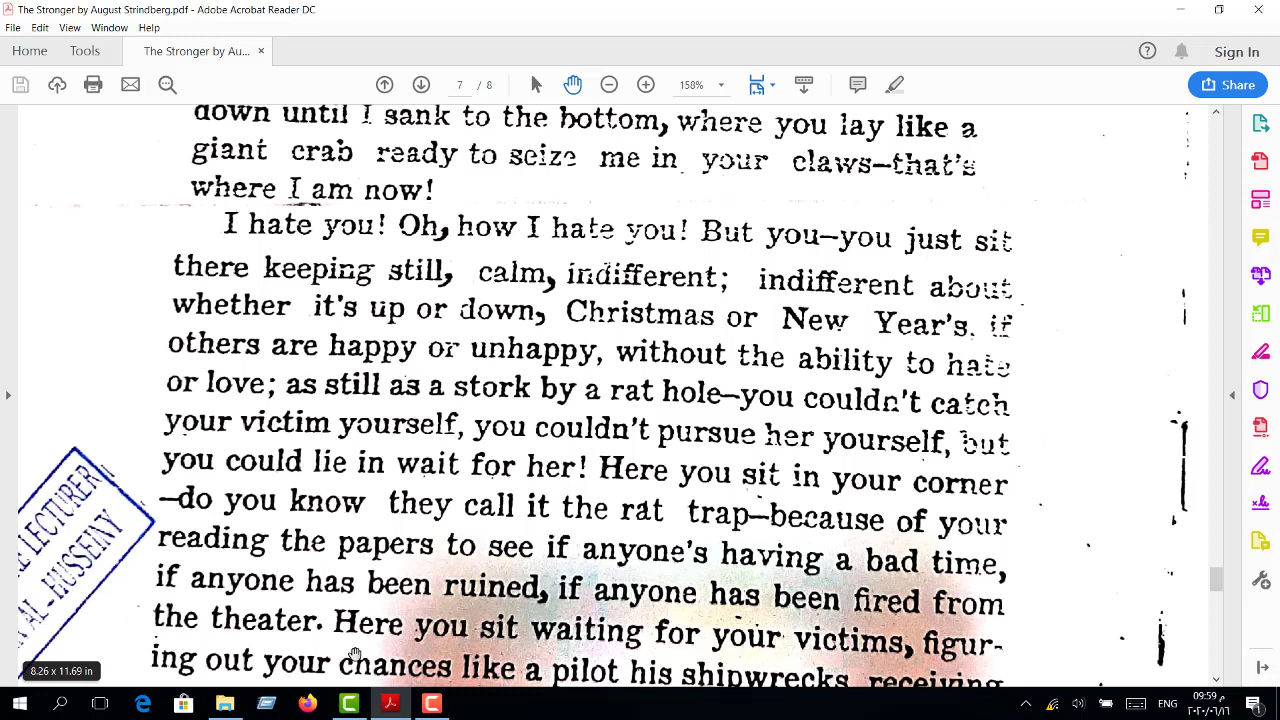 The Stronger by August Strindberg.pdf - Adobe Acrobat Reader DC
File Edit View Window Help
Home Tools The Stronger by Au... × Sign In
7 / 8 158% Share
down until I sank to the bottom, where you lay like a
giant crab ready to seize me in your claws—that's
where I am now!
I hate you! Oh, how I hate you! But you—you just sit
there keeping still, calm, indifferent; indifferent about
whether it's up or down, Christmas or New Year's, if
others are happy or unhappy, without the ability to hate
or love; as still as a stork by a rat hole—you couldn't catch
your victim yourself, you couldn't pursue her yourself, but
you could lie in wait for her! Here you sit in your corner
—do you know they call it the rat trap—because of your
reading the papers to see if anyone's having a bad time,
if anyone has been ruined, if anyone has been fired from
the theater. Here you sit waiting for your victims, figur-
ing out your chances like a pilot his shipwrecks, receiving
LECTURER
AL-HUSSEINY
8.26 x 11.69 in
ENG 09:59 م
٢٠٢٠/٠٦/١٦